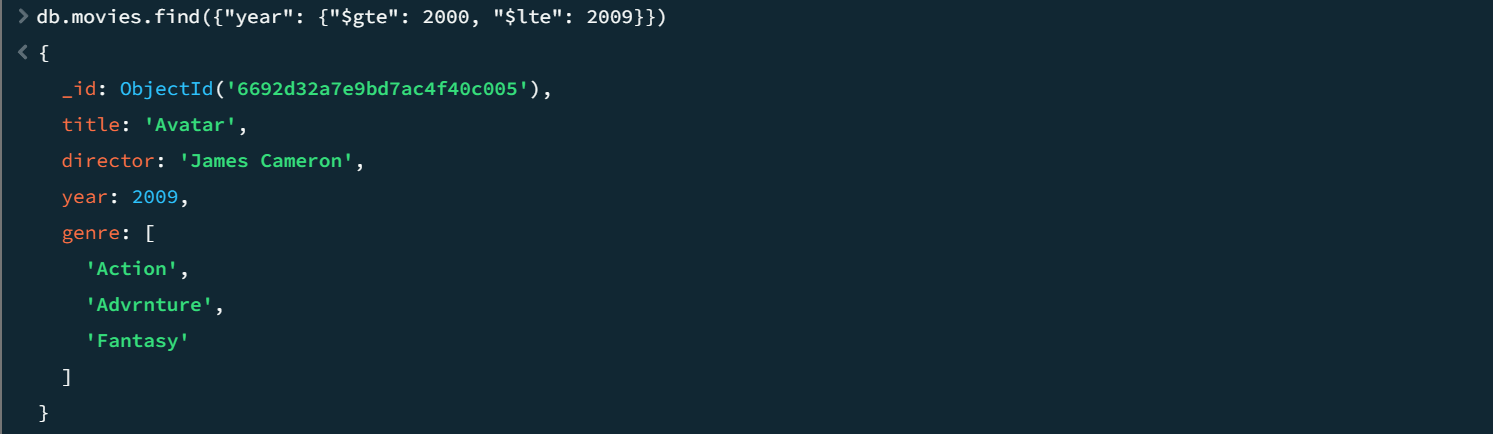 > db.movies.find({"year": {"$gte": 2000, "$lte": 2009}})
< {
_id: ObjectId('6692d32a7e9bd7ac4f40c005'),
title: 'Avatar',
director: 'James Cameron',
year: 2009,
genre: [
'Action',
'Advrnture',
'Fantasy'
]
}